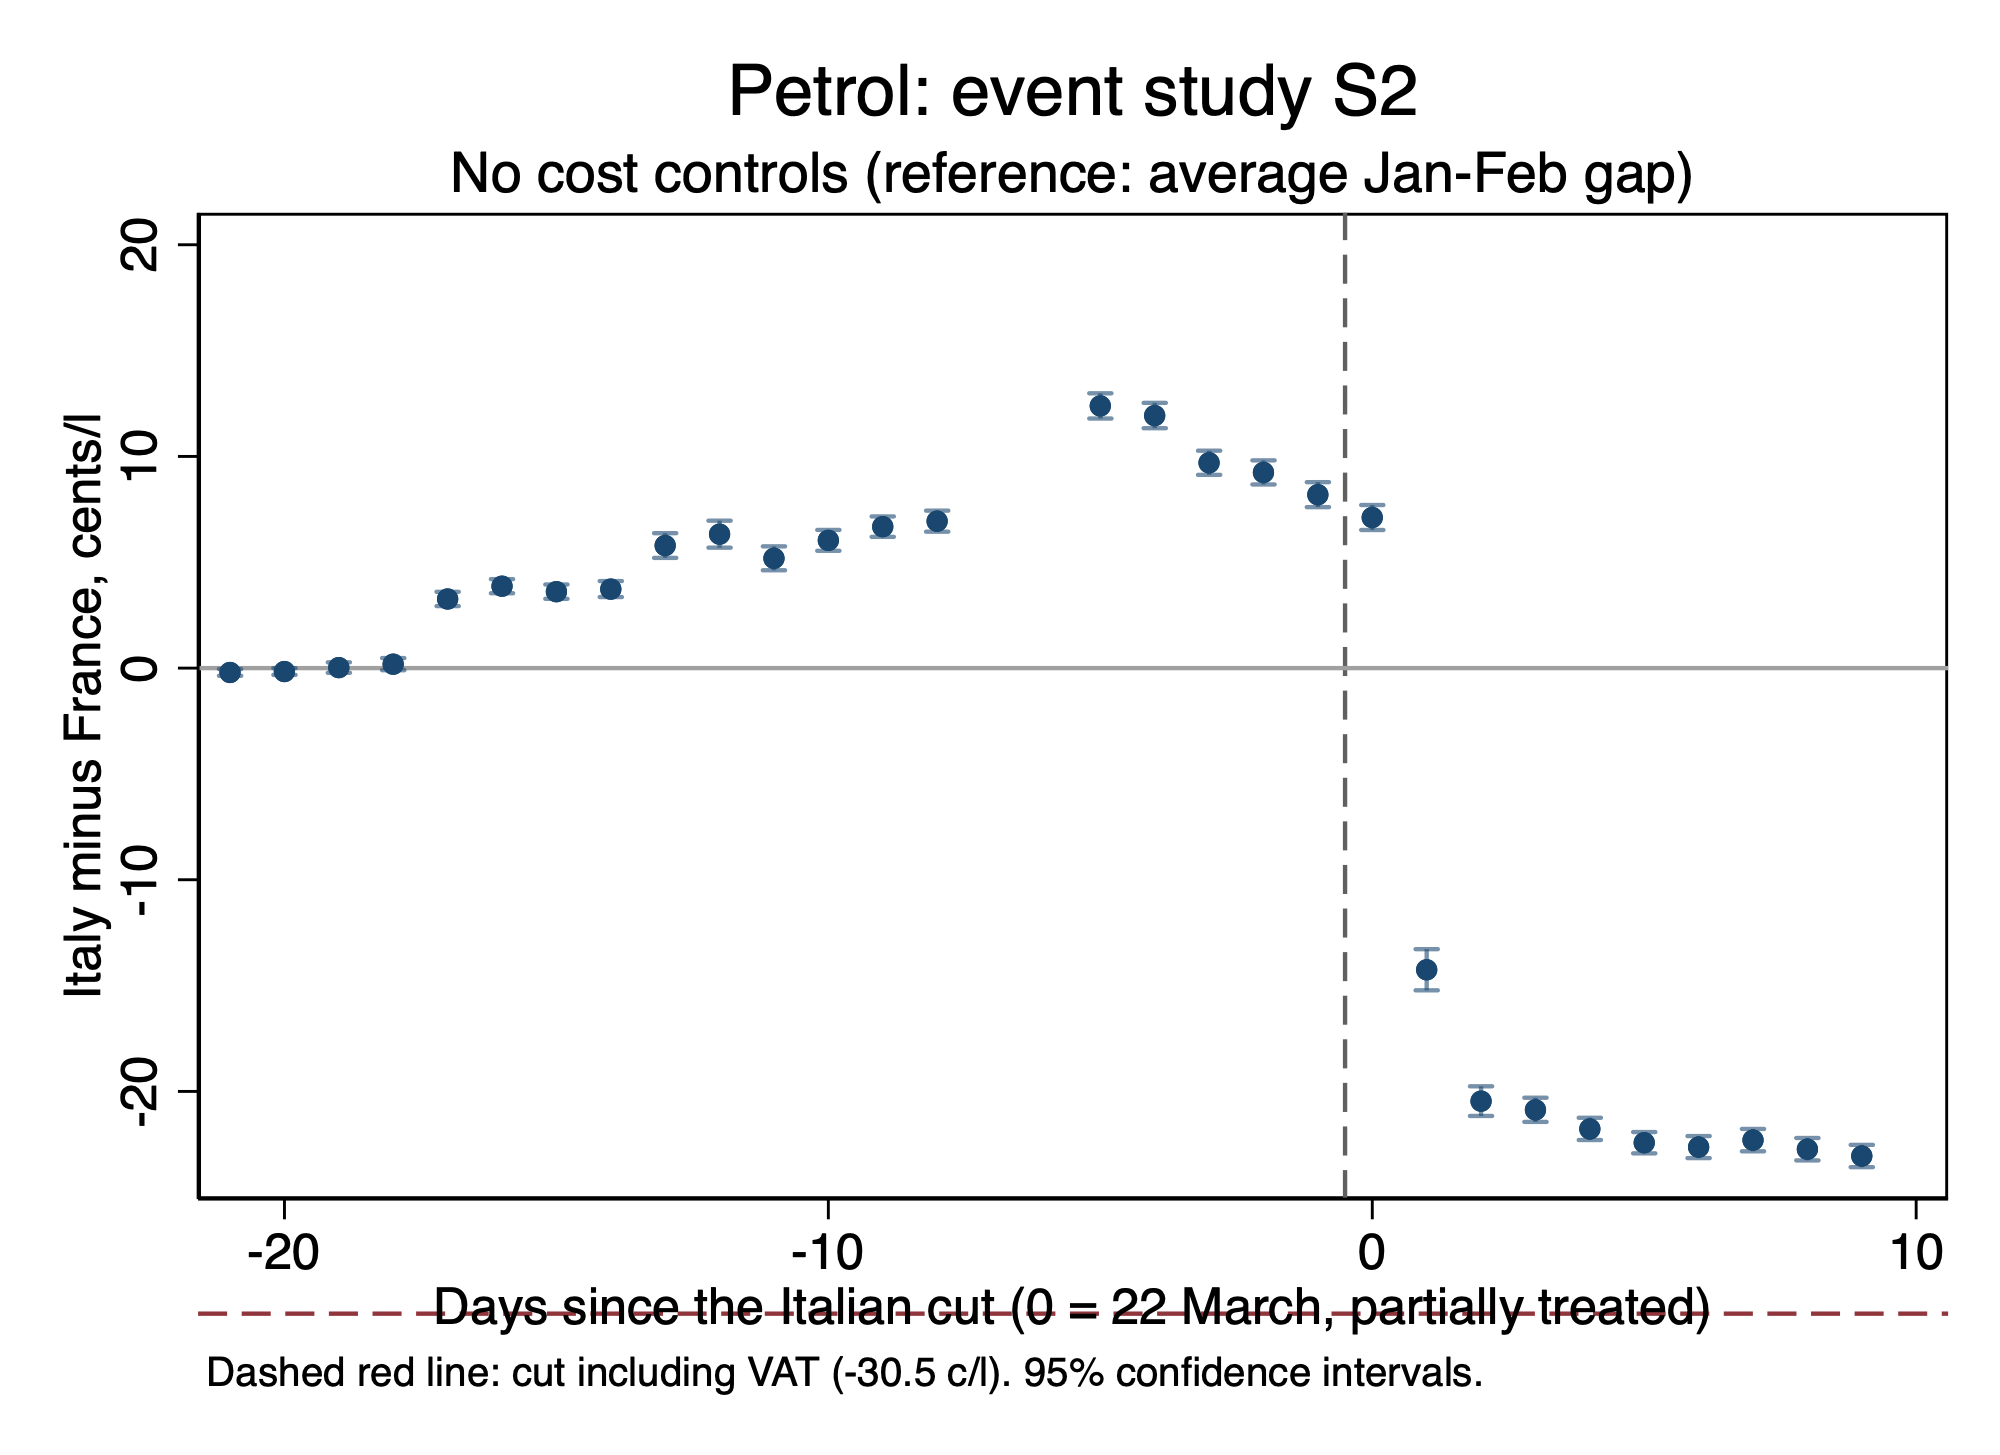 Petrol: event study S2
No cost controls (reference: average Jan-Feb gap)
Italy minus France, cents/l
20
10
0
-10
-20
-20
-10
0
10
Days since the Italian cut (0 = 22 March, partially treated)
Dashed red line: cut including VAT (-30.5 c/l). 95% confidence intervals.